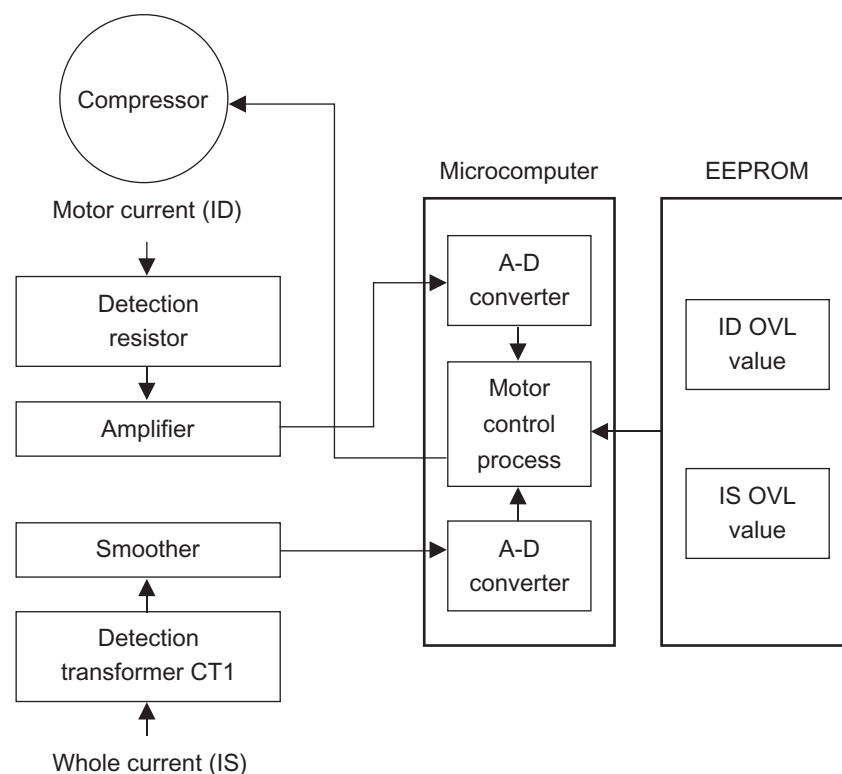 Compressor
Motor current (ID)
Detection
resistor
Amplifier
Smoother
Detection
transformer CT1
Whole current (IS)
Microcomputer
A-D
converter
Motor
control
process
A-D
converter
EEPROM
ID OVL
value
IS OVL
value